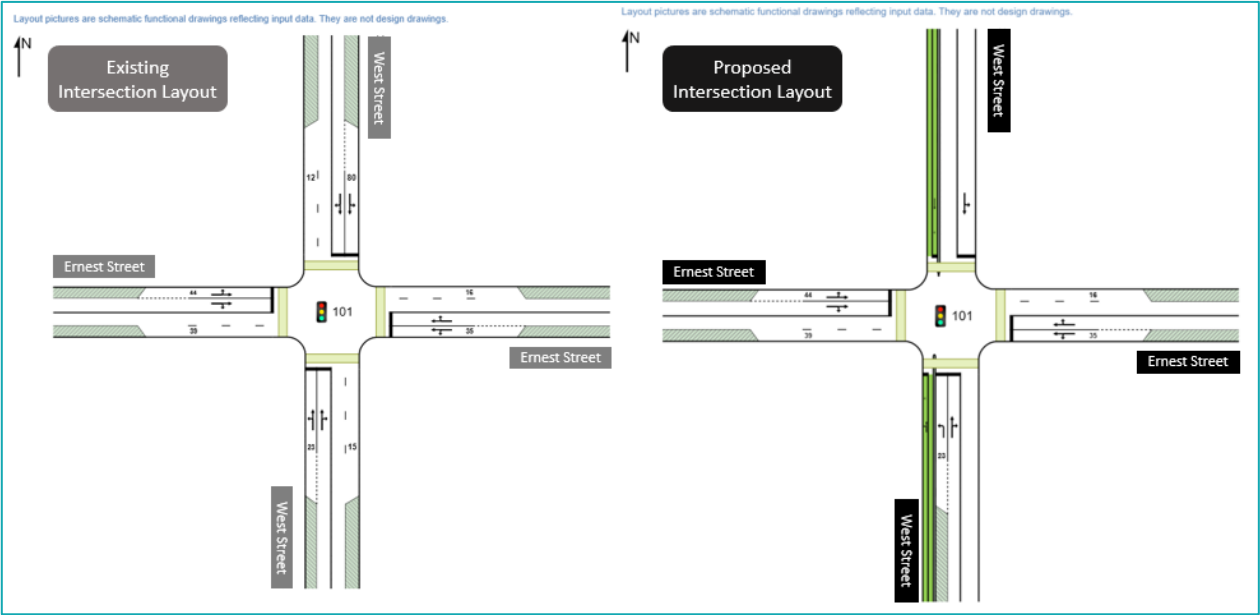 Layout pictures are schematic functional drawings reflecting input data. They are not design drawings.
N
Existing
Intersection Layout
West Street
12
80
Ernest Street
44
16
101
39
35
Ernest Street
23
15
West Street
Layout pictures are schematic functional drawings reflecting input data. They are not design drawings.
N
Proposed
Intersection Layout
West Street
Ernest Street
44
16
101
39
35
Ernest Street
West Street